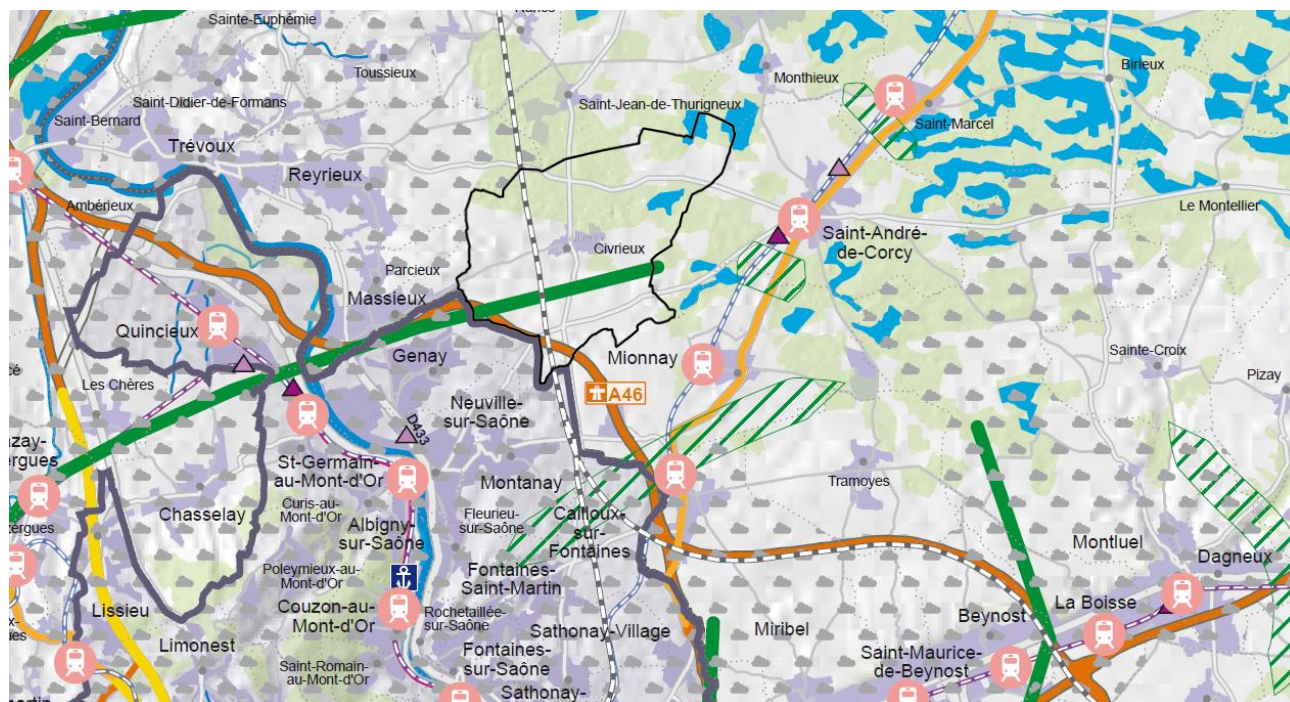 Sainte-Euphémie
Toussieux
Monthieux
Birieux
Saint-Didier-de-Formans
Saint-Jean-de-Thurigneux
Saint-Bernard
Saint-Marcel
Trévoux
Reyrieux
Ambérieux
Le Montellier
Civrieux
Saint-André-
de-Corcy
Parcieux
Massieux
Quincieux
Genay
Mionnay
Sainte-Croix
Pizay
Les Chères
A46
Neuville-
sur-Saône
D433
St-Germain-
au-Mont-d'Or
Montanay
Tramoyes
Chasselay
Curis-au-
Mont-d'Or
Fleurieu-
sur-Saône
Cailloux-
sur-
Fontaines
Albigny-
sur-Saône
Montluel
Dagneux
Poleymieux-au-
Mont-d'Or
Fontaines-
Saint-Martin
Lissieu
Couzon-au-
Mont-d'Or
Rochetaillée-
sur-Saône
La Boisse
Beynost
Limonest
Sathonay-Village
Miribel
Saint-Romain-
au-Mont-d'Or
Fontaines-
sur-Saône
Saint-Maurice-
de-Beynost
Sathonay-